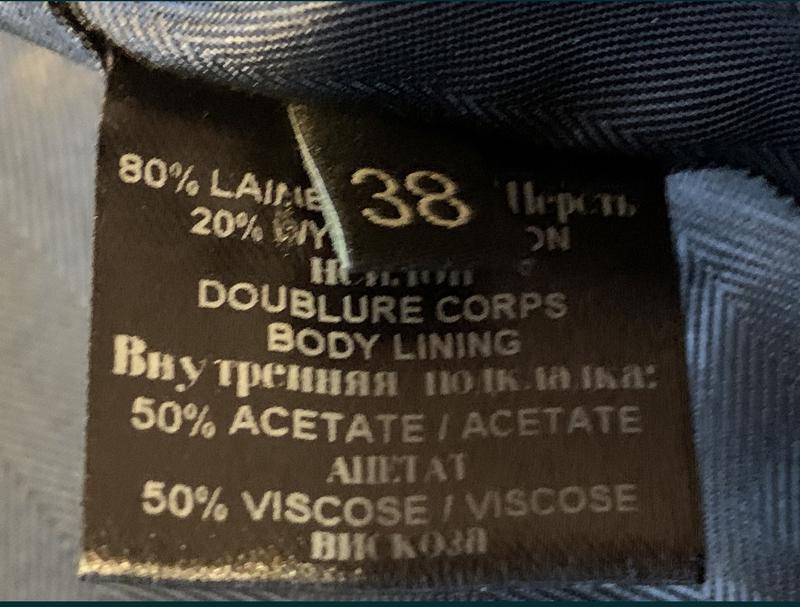 80% LAINE
38
Шерсть
20%
DOUBLURE CORPS
BODY LINING
Внутренняя подкладка:
50% ACETATE / ACETATE
АЦЕТАТ
50% VISCOSE / VISCOSE
ВИСКОЗА